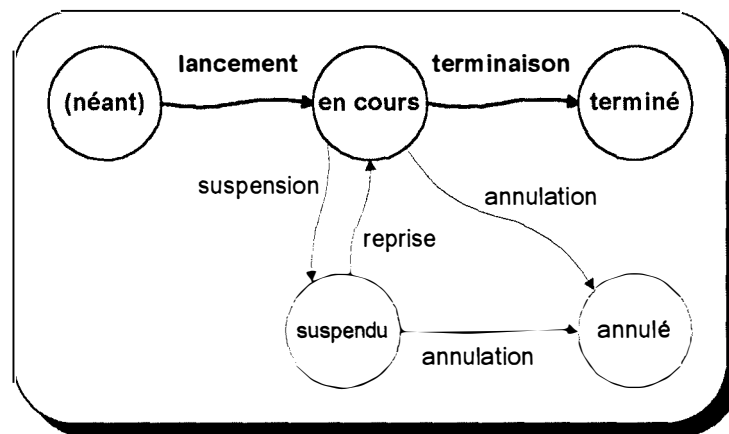 lancement
terminaison
(néant)
en cours
terminé
suspension
annulation
reprise
suspendu
annulé
annulation